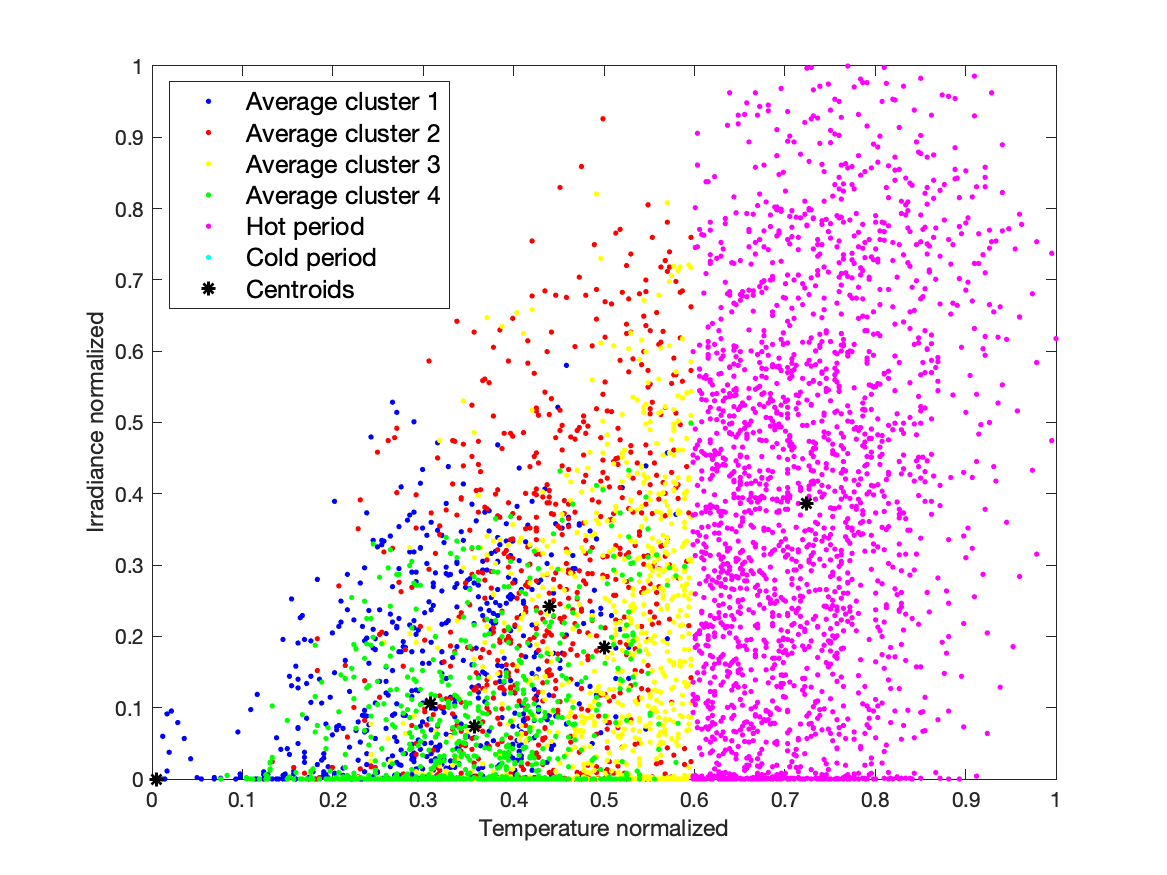 1
0.9
0.8
0.7
0.6
0.5
0.4
0.3
0.2
0.1
0
Irradiance normalized
Average cluster 1
Average cluster 2
Average cluster 3
Average cluster 4
Hot period
Cold period
Centroids
0 0.1 0.2 0.3 0.4 0.5 0.6 0.7 0.8 0.9 1
Temperature normalized